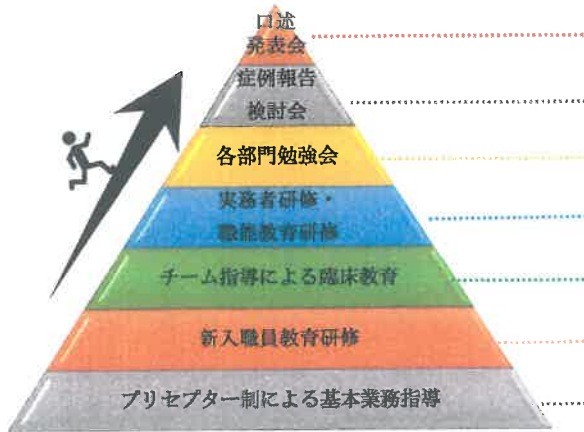 口述
発表会
症例報告
検討会
各部門勉強会
実務者研修・
職能教育研修
チーム指導による臨床教育
新入職員教育研修
プリセプター制による基本業務指導